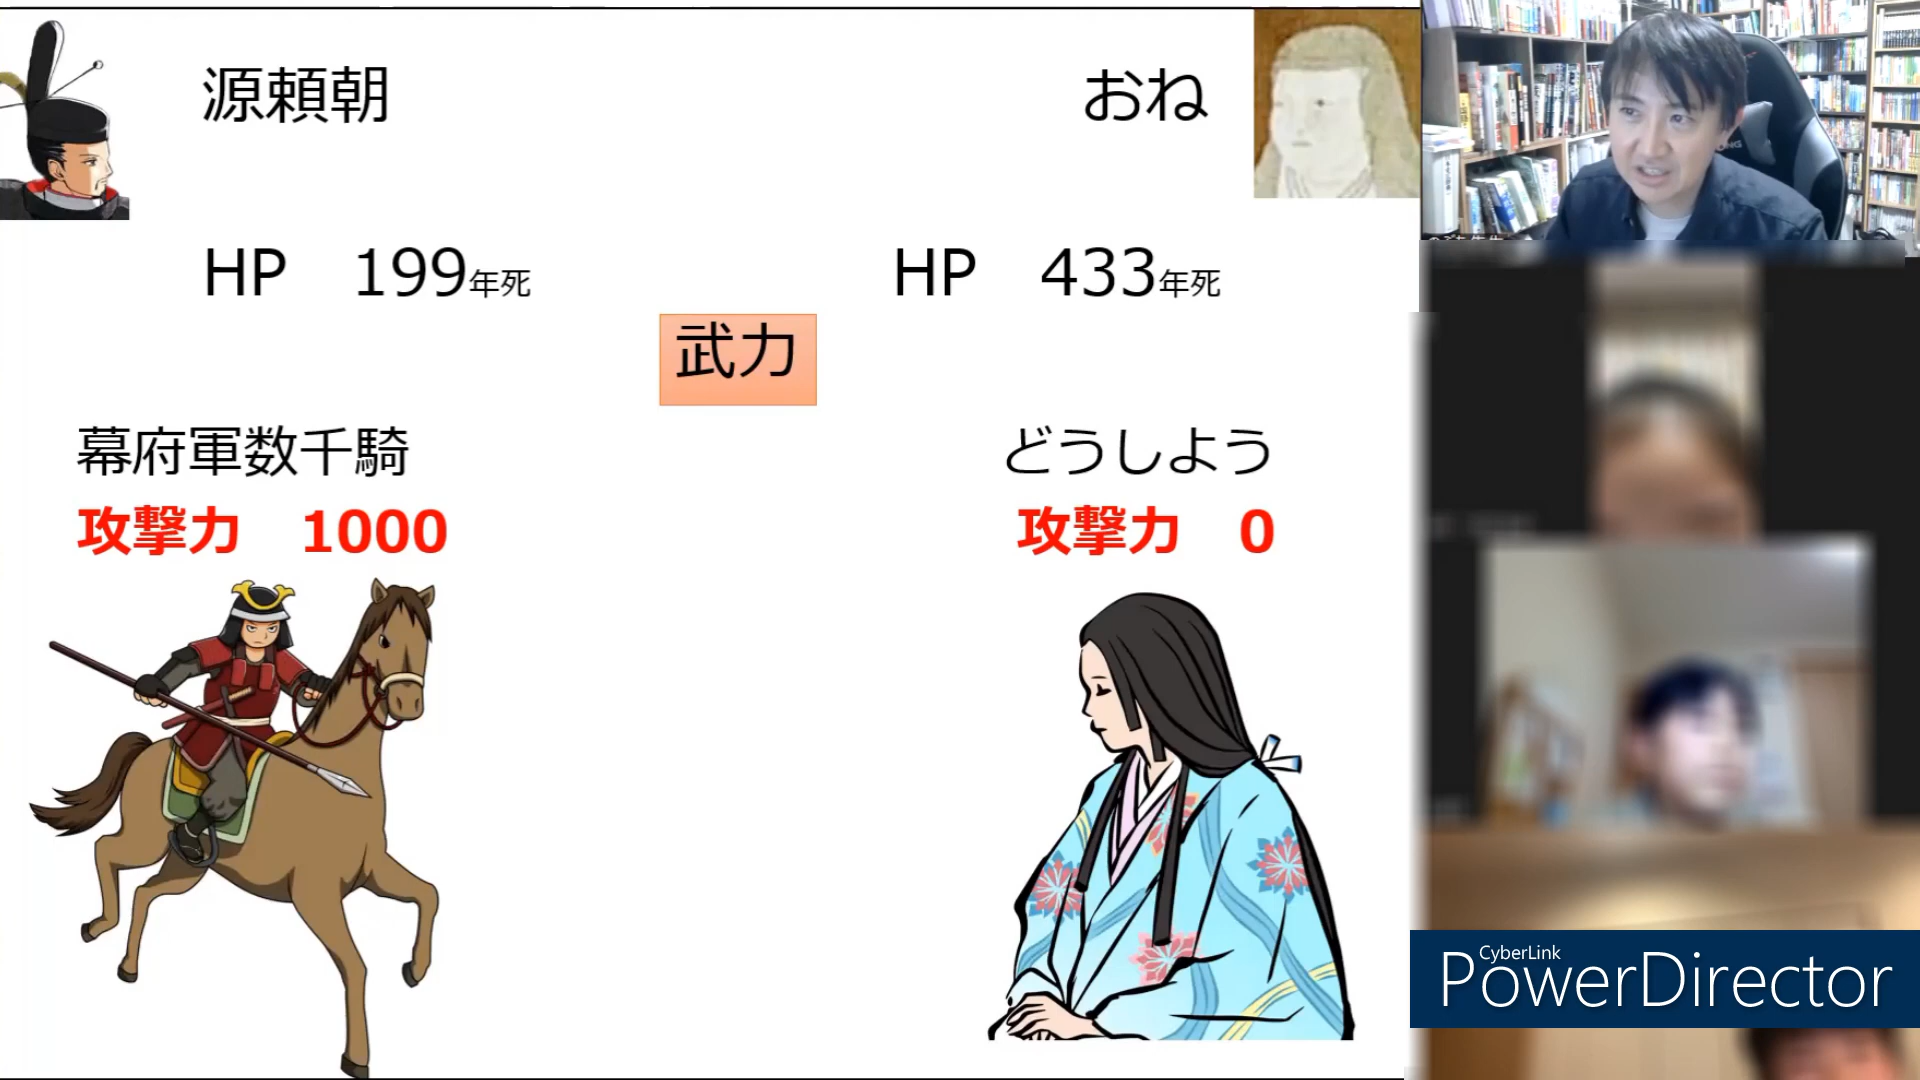 源頼朝
おね
HP 199年死
HP 433年死
武力
幕府軍数千騎
どうしよう
攻撃力 1000
攻撃力 0
CyberLink
PowerDirector